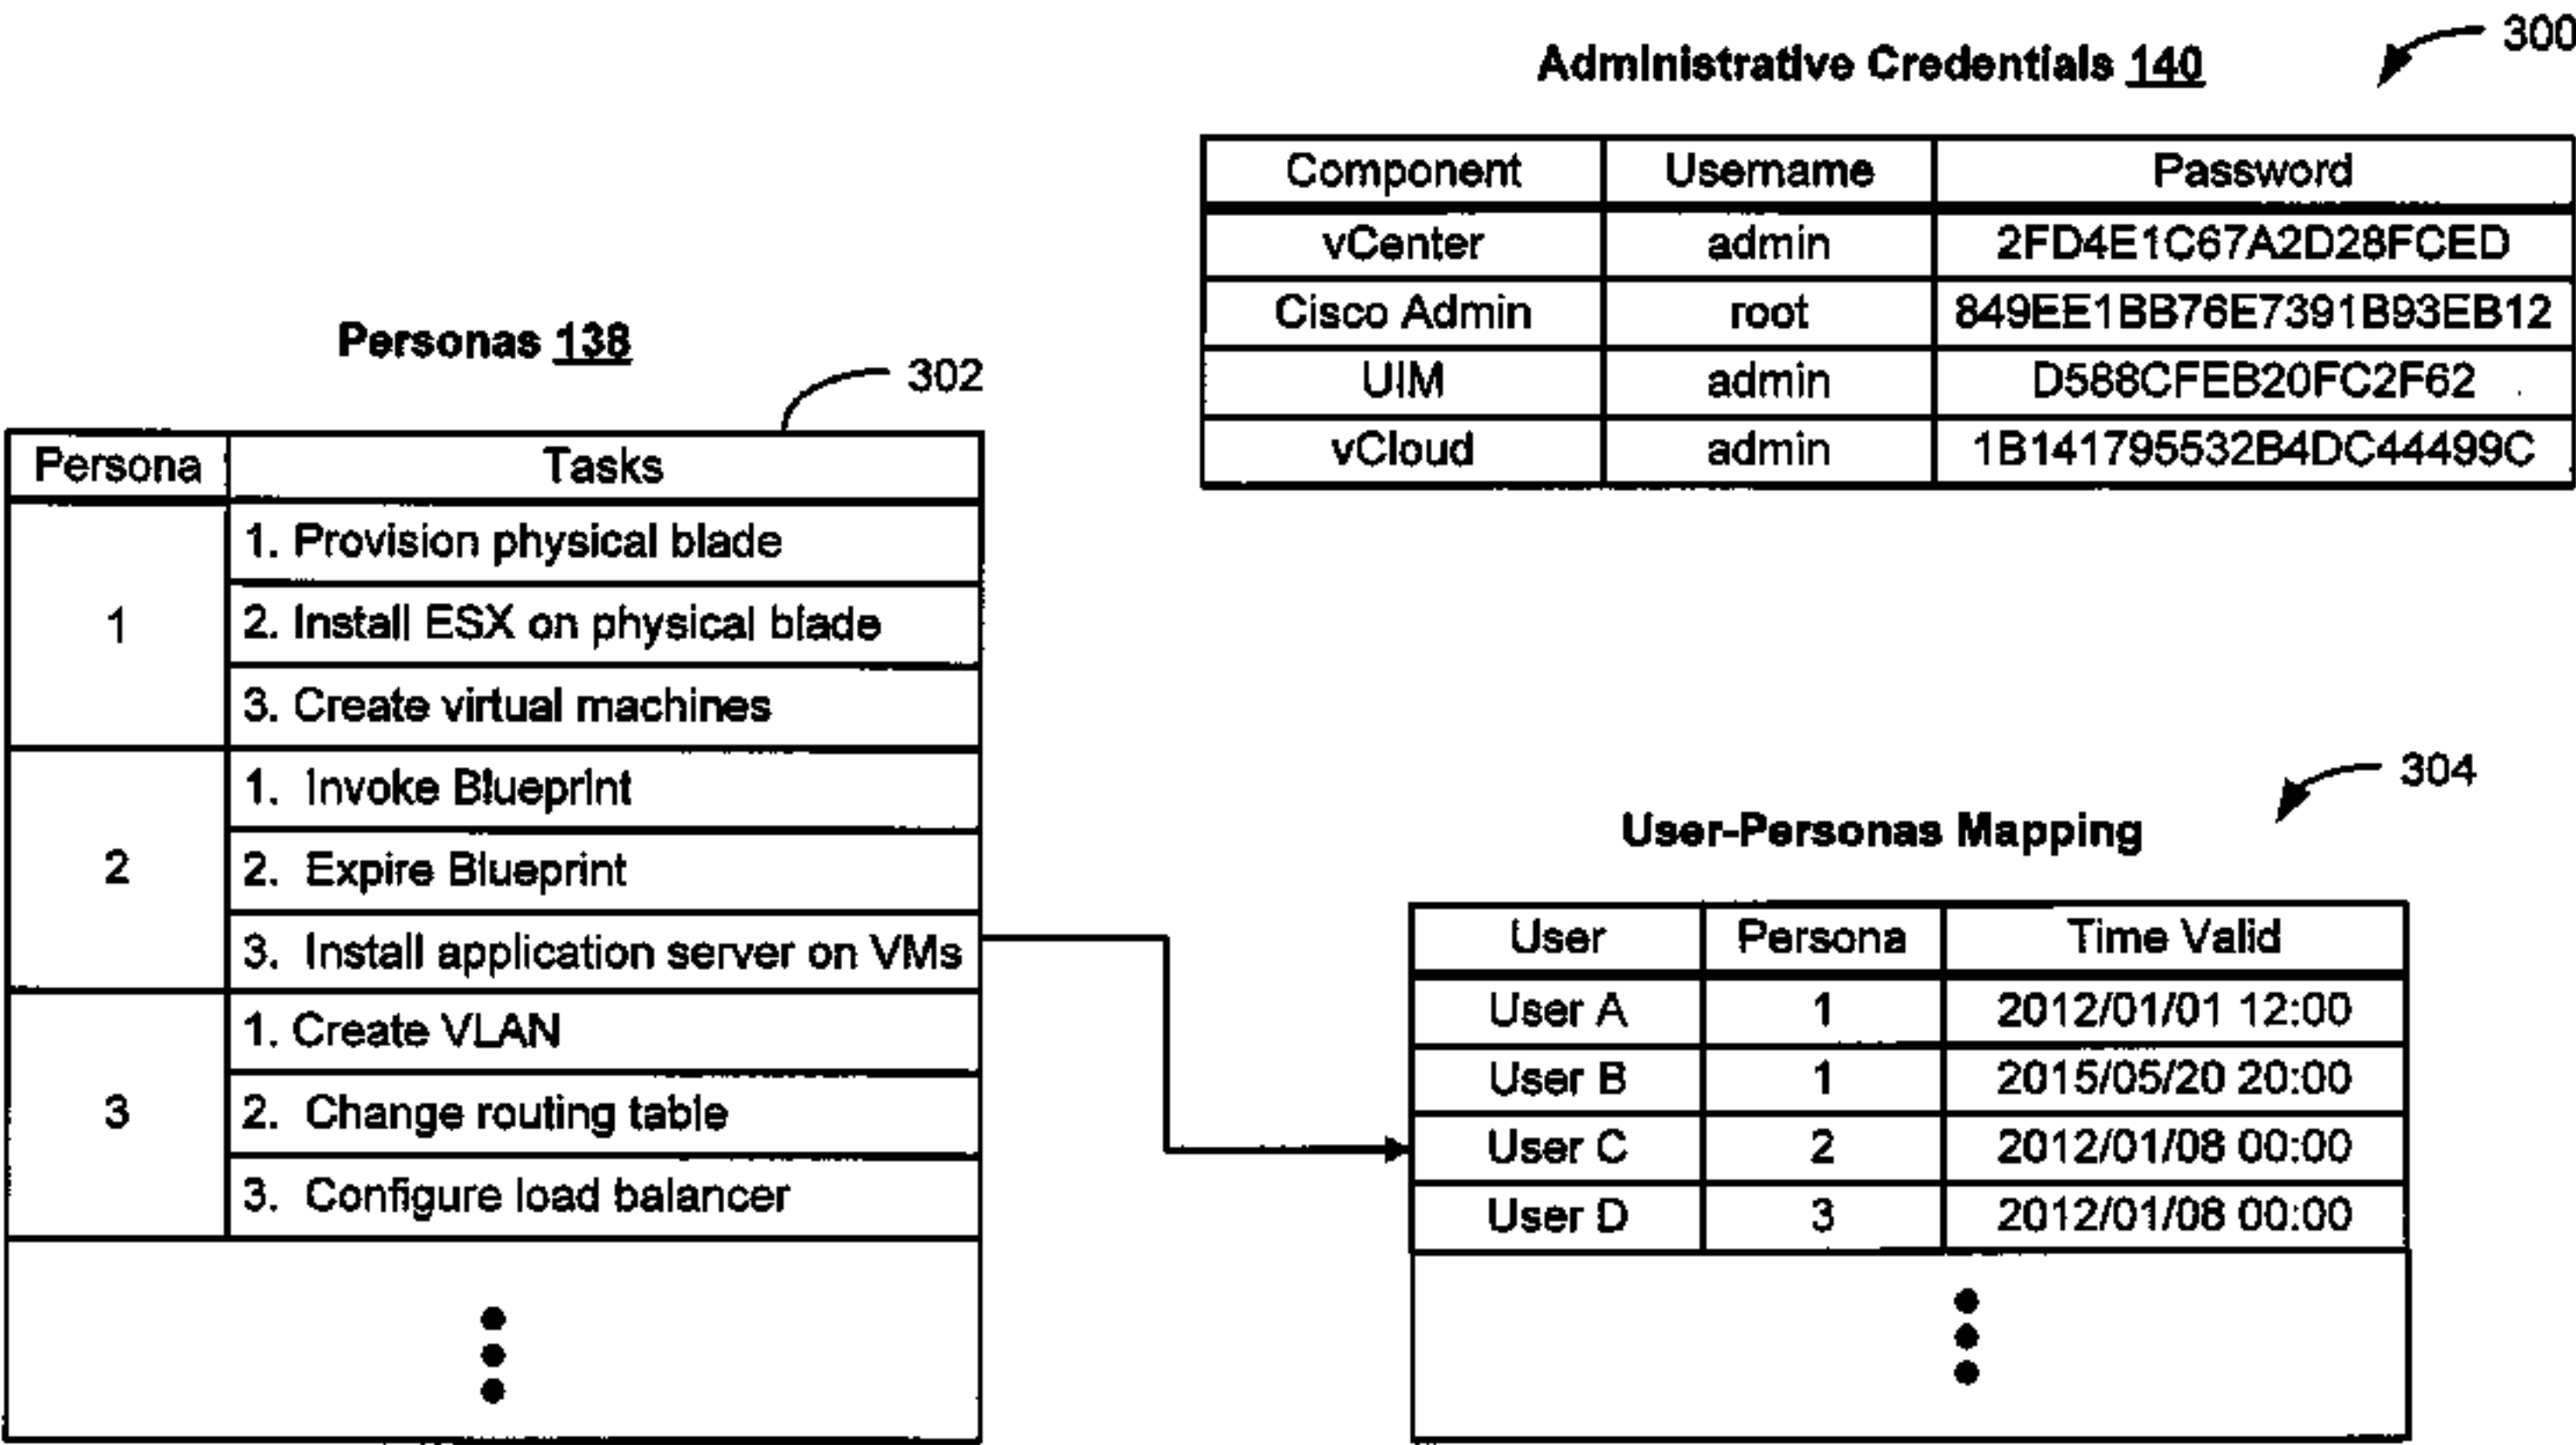 300
Administrative Credentials 140
Component Username Password
vCenter admin 2FD4E1C67A2D28FCED
Cisco Admin root 849EE1BB76E7391B93EB12
UIM admin D588CFEB20FC2F62
vCloud admin 1B141795532B4DC44499C
Personas 138
302
Persona Tasks
1
1. Provision physical blade
2. Install ESX on physical blade
3. Create virtual machines
2
1. Invoke Blueprint
2. Expire Blueprint
3. Install application server on VMs
3
1. Create VLAN
2. Change routing table
3. Configure load balancer
304
User-Personas Mapping
User Persona Time Valid
User A 1 2012/01/01 12:00
User B 1 2015/05/20 20:00
User C 2 2012/01/08 00:00
User D 3 2012/01/08 00:00